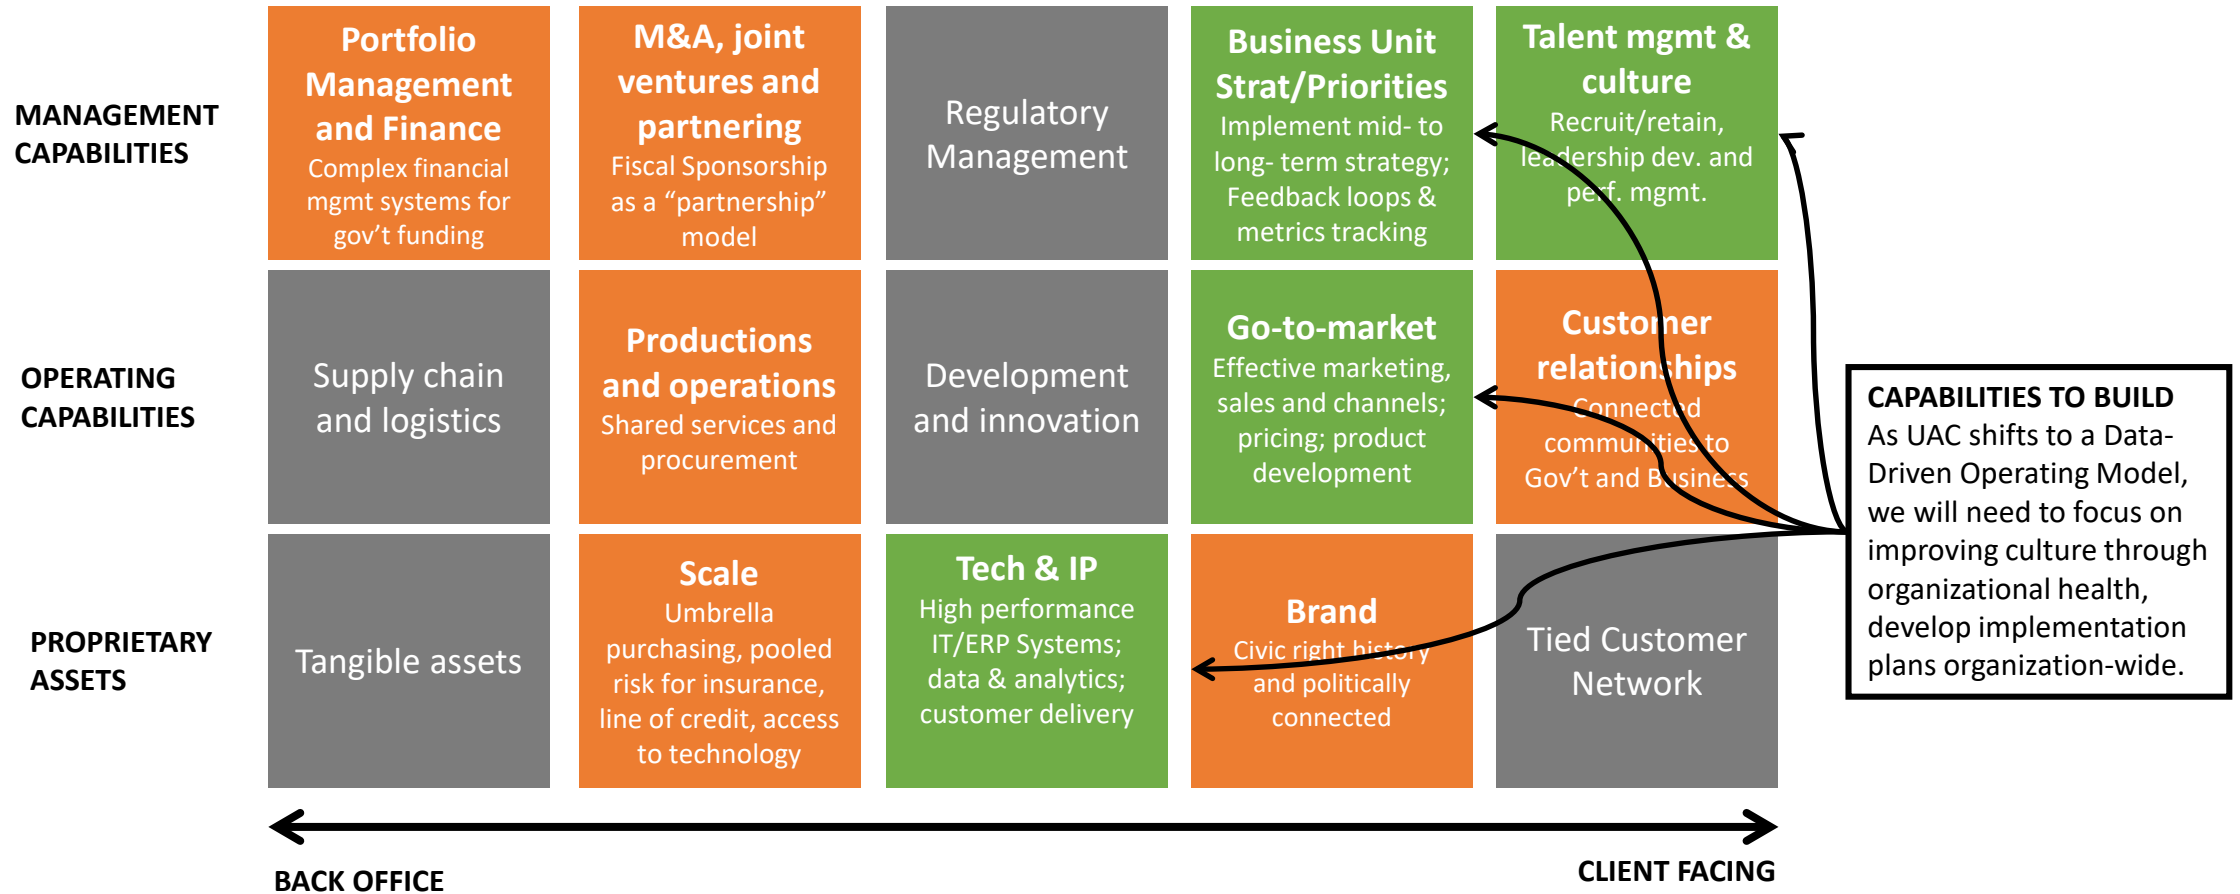 MANAGEMENT
CAPABILITIES
Portfolio
Management
and Finance
Complex financial
mgmt systems for
gov’t funding
M&A, joint
ventures and
partnering
Fiscal Sponsorship
as a “partnership”
model
Regulatory
Management
Business Unit
Strat/Priorities
Implement mid- to
long- term strategy;
Feedback loops &
metrics tracking
Talent mgmt &
culture
Recruit/retain,
leadership dev. and
perf. mgmt.
OPERATING
CAPABILITIES
Supply chain
and logistics
Productions
and operations
Shared services and
procurement
Development
and innovation
Go-to-market
Effective marketing,
sales and channels;
pricing; product
development
Customer
relationships
Connected
communities to
Gov’t and Business
CAPABILITIES TO BUILD
As UAC shifts to a Data-
Driven Operating Model,
we will need to focus on
improving culture through
organizational health,
develop implementation
plans organization-wide.
PROPRIETARY
ASSETS
Tangible assets
Scale
Umbrella
purchasing, pooled
risk for insurance,
line of credit, access
to technology
Tech & IP
High performance
IT/ERP Systems;
data & analytics;
customer delivery
Brand
Civic right history
and politically
connected
Tied Customer
Network
BACK OFFICE
CLIENT FACING